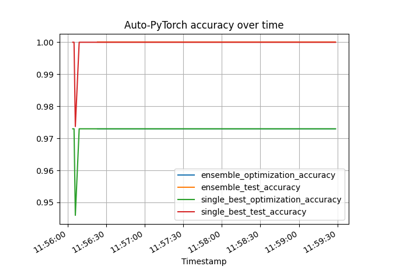 Auto-PyTorch accuracy over time
1.00
0.99
0.98
0.97
0.96
0.95
ensemble_optimization_accuracy
ensemble_test_accuracy
single_best_optimization_accuracy
single_best_test_accuracy
11:56:00
11:56:30
11:57:00
11:57:30
11:58:00
11:58:30
11:59:00
11:59:30
Timestamp